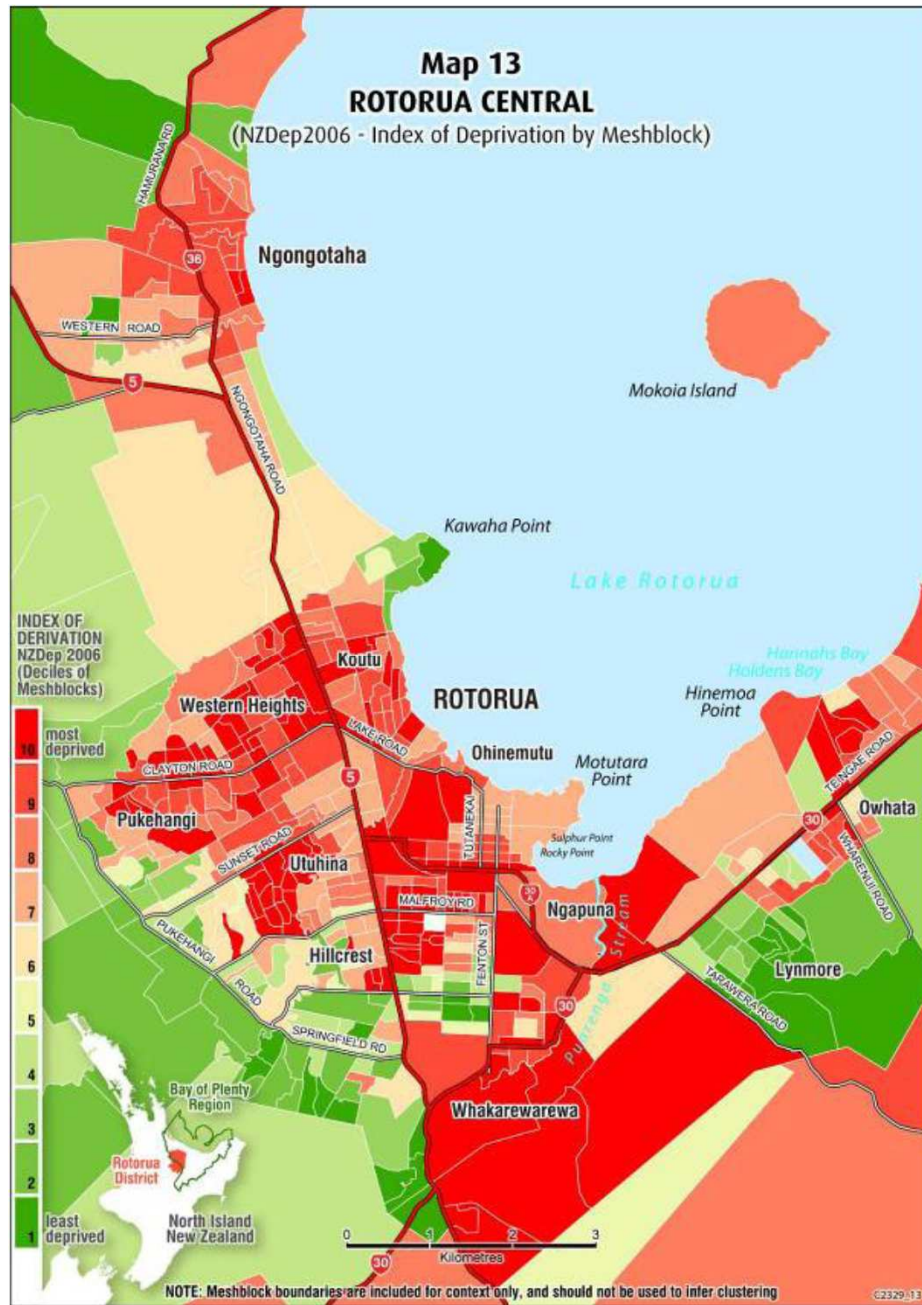 Map 13
ROTORUA CENTRAL
(NZDep2006 - Index of Deprivation by Meshblock)
HAMURANA RD
Ngongotaha
36
WESTERN ROAD
5
Mokoia Island
NGONGOTAHA ROAD
Kawaha Point
Lake Rotorua
INDEX OF
DERIVATION
NZDep 2006
(Deciles of
Meshblocks)
Koutu
Hannahs Bay
Holdens Bay
Western Heights
ROTORUA
Hinemoa
Point
10
most
deprived
LAKE ROAD
Ohinemutu
TE NGAE ROAD
CLAYTON ROAD
5
Motutara
Point
9
Pukehangi
TUTANEKAI
30
Owhata
SUNSET ROAD
Sulphur Point
Rocky Point
WHARENUI ROAD
8
Utuhina
30
A
7
MALFROY RD
Ngapuna
PUKEHANGI
ROAD
Hillcrest
FENTON ST
Puarenga Stream
Lynmore
6
TARAWERA ROAD
30
5
SPRINGFIELD RD
4
Bay of Plenty
Region
Whakarewarewa
3
Rotorua
District
2
North Island
New Zealand
1
least
deprived
0 1 2 3
Kilometres
30
NOTE: Meshblock boundaries are included for context only, and should not be used to infer clustering
C2329_13